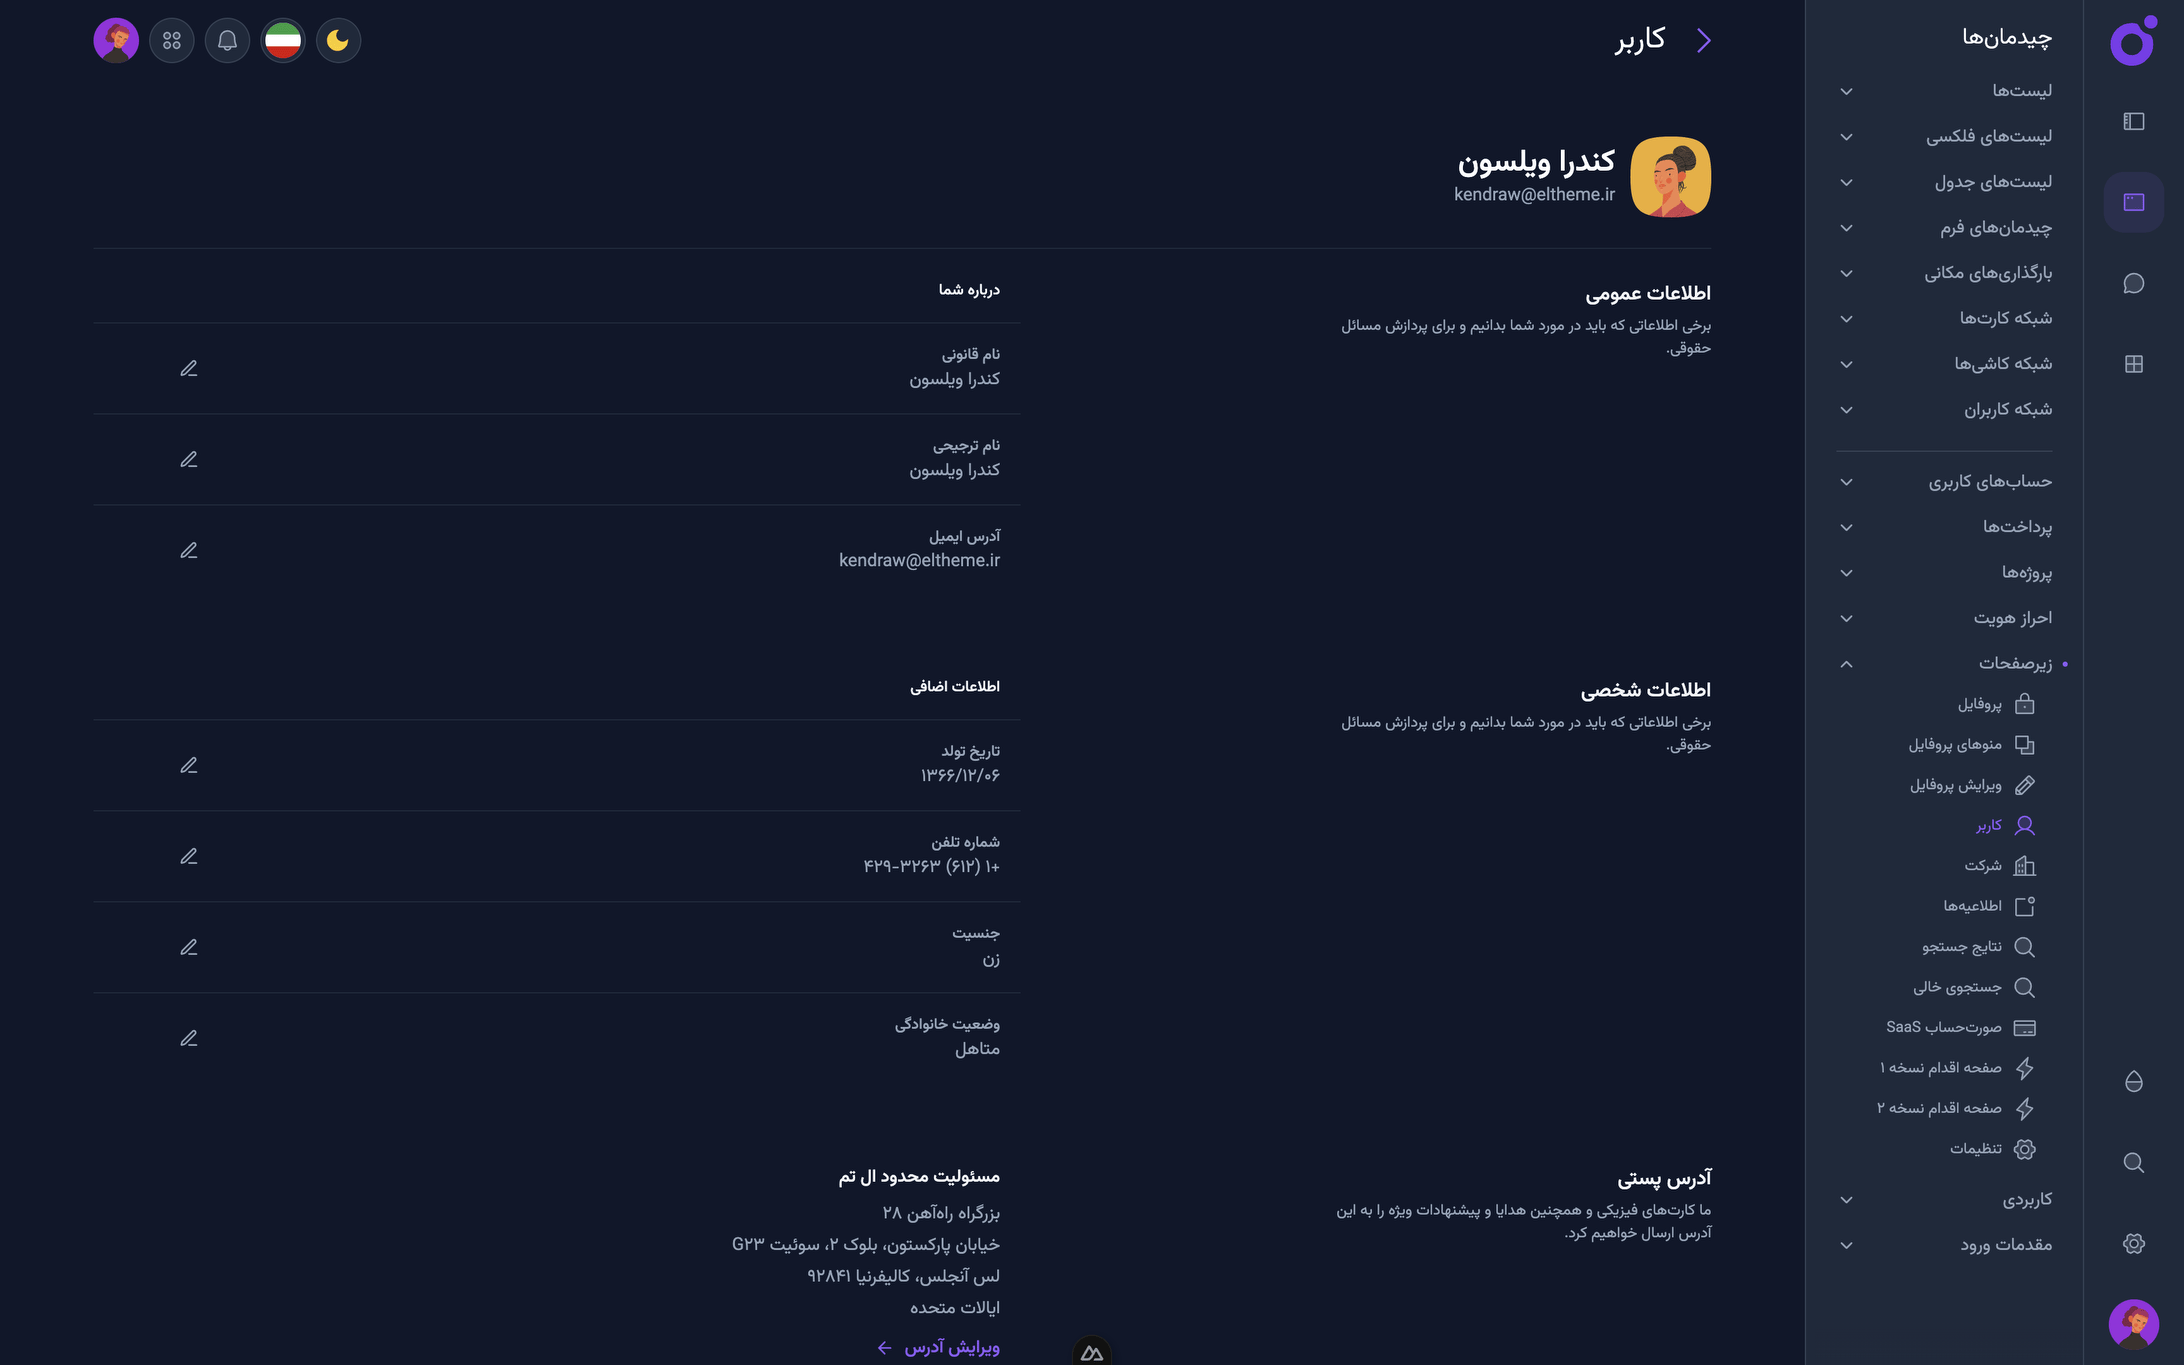 چیدمان‌ها
لیست‌ها
لیست‌های فلکسی
لیست‌های جدول
چیدمان‌های فرم
بارگذاری‌های مکانی
شبکه کارت‌ها
شبکه کاشی‌ها
شبکه کاربران
حساب‌های کاربری
پرداخت‌ها
پروژه‌ها
احراز هویت
زیرصفحات
پروفایل
منوهای پروفایل
ویرایش پروفایل
کاربر
شرکت
اطلاعیه‌ها
نتایج جستجو
جستجوی خالی
صورت‌حساب SaaS
صفحه اقدام نسخه ۱
صفحه اقدام نسخه ۲
تنظیمات
کاربردی
مقدمات ورود
کاربر
کندرا ویلسون
kendraw@eltheme.ir
اطلاعات عمومی
برخی اطلاعاتی که باید در مورد شما بدانیم و برای پردازش مسائل
حقوقی.
درباره شما
نام قانونی
کندرا ویلسون
نام ترجیحی
کندرا ویلسون
آدرس ایمیل
kendraw@eltheme.ir
اطلاعات شخصی
برخی اطلاعاتی که باید در مورد شما بدانیم و برای پردازش مسائل
حقوقی.
اطلاعات اضافی
تاریخ تولد
۱۳۶۶/۱۲/۰۶
شماره تلفن
+۱ (۶۱۲) ۳۲۶۳-۴۲۹
جنسیت
زن
وضعیت خانوادگی
متاهل
آدرس پستی
ما کارت‌های فیزیکی و همچنین هدایا و پیشنهادات ویژه را به این
آدرس ارسال خواهیم کرد.
مسئولیت محدود ال تم
بزرگراه راه‌آهن ۲۸
خیابان پارکستون، بلوک ۲، سوئیت G۲۳
لس آنجلس، کالیفرنیا ۹۲۸۴۱
ایالات متحده
ویرایش آدرس